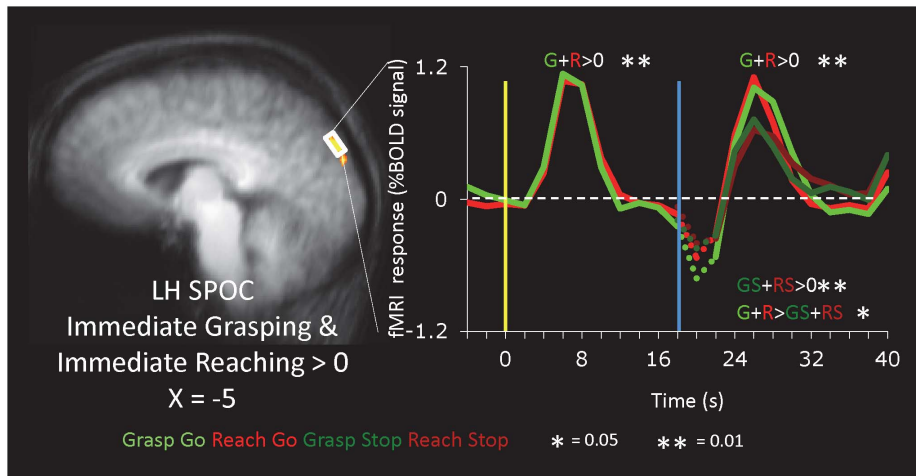 G+R>0 **
G+R>0 **
1.2
0
-1.2
fMRI response (%BOLD signal)
GS+RS>0**
G+R>GS+RS *
0 8 16 24 32 40
Time (s)
LH SPOC
Immediate Grasping &
Immediate Reaching > 0
X = -5
Grasp Go Reach Go Grasp Stop Reach Stop * = 0.05 ** = 0.01